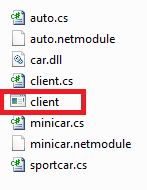 auto.cs
auto.netmodule
car.dll
client.cs
client
minicar.cs
minicar.netmodule
sportcar.cs